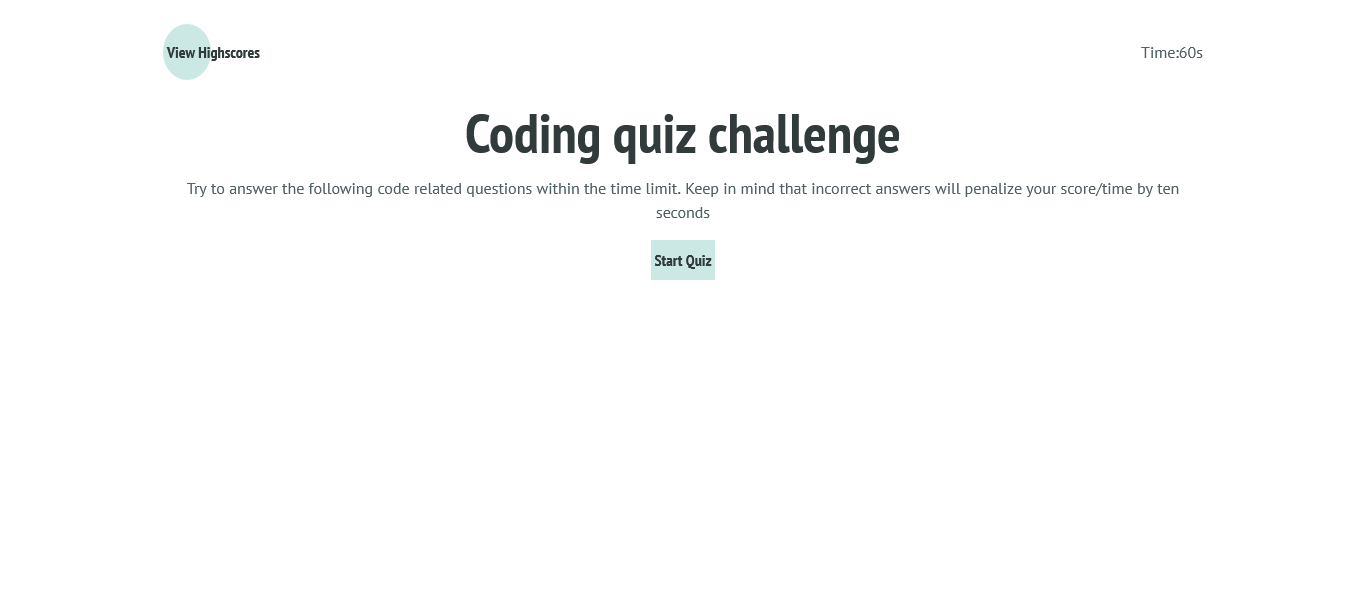 View Highscores
Time:60s
Coding quiz challenge
Try to answer the following code related questions within the time limit. Keep in mind that incorrect answers will penalize your score/time by ten
seconds
Start Quiz